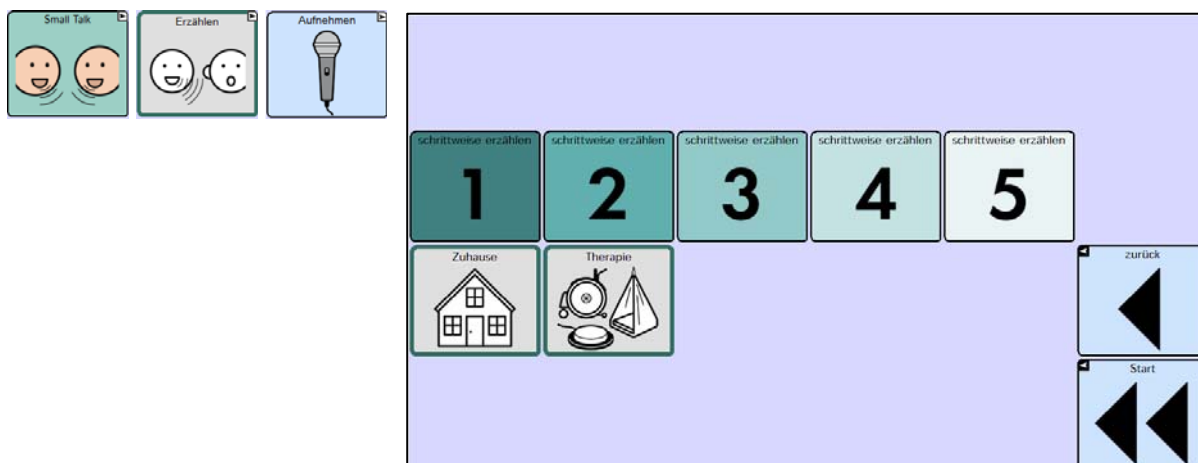 Small Talk
Erzählen
Aufnehmen
schrittweise erzählen
1
schrittweise erzählen
2
schrittweise erzählen
3
schrittweise erzählen
4
schrittweise erzählen
5
Zuhause
Therapie
zurück
Start